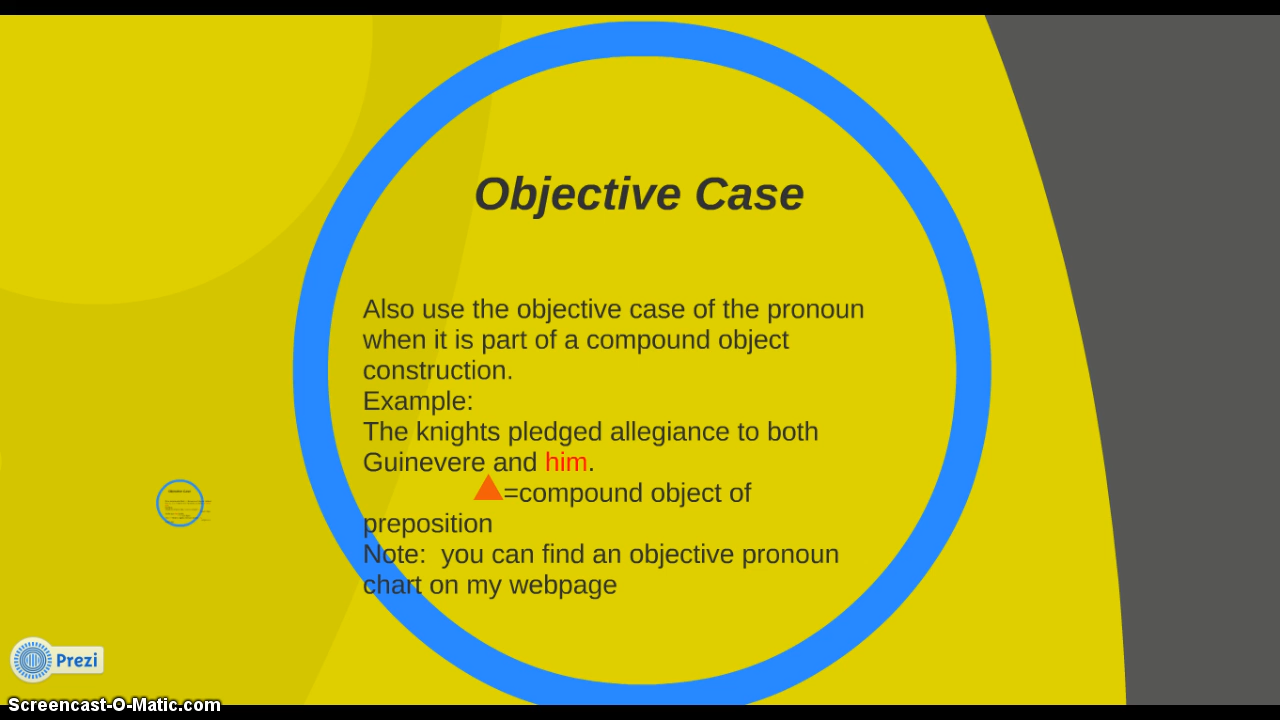 Objective Case
Also use the objective case of the pronoun
when it is part of a compound object
construction.
Example:
The knights pledged allegiance to both
Guinevere and him.
=compound object of
preposition
Note:  you can find an objective pronoun
chart on my webpage
Prezi
Screencast-O-Matic.com